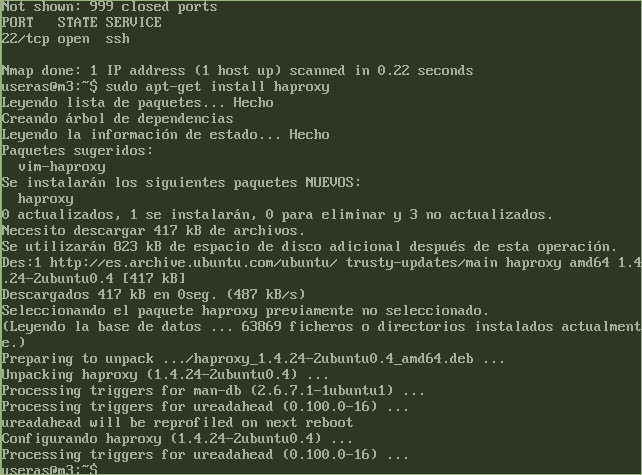 Not shown: 999 closed ports
PORT   STATE SERVICE
22/tcp open  ssh
Nmap done: 1 IP address (1 host up) scanned in 0.22 seconds
useras@m3:~$ sudo apt-get install haproxy
Leyendo lista de paquetes... Hecho
Creando árbol de dependencias
Leyendo la información de estado... Hecho
Paquetes sugeridos:
  vim-haproxy
Se instalarán los siguientes paquetes NUEVOS:
  haproxy
0 actualizados, 1 se instalarán, 0 para eliminar y 3 no actualizados.
Necesito descargar 417 kB de archivos.
Se utilizarán 823 kB de espacio de disco adicional después de esta operación.
Des:1 http://es.archive.ubuntu.com/ubuntu/ trusty-updates/main haproxy amd64 1.4
.24-2ubuntu0.4 [417 kB]
Descargados 417 kB en 0seg. (487 kB/s)
Seleccionando el paquete haproxy previamente no seleccionado.
(Leyendo la base de datos ... 63869 ficheros o directorios instalados actualment
e.)
Preparing to unpack .../haproxy_1.4.24-2ubuntu0.4_amd64.deb ...
Unpacking haproxy (1.4.24-2ubuntu0.4) ...
Processing triggers for man-db (2.6.7.1-1ubuntu1) ...
Processing triggers for ureadahead (0.100.0-16) ...
ureadahead will be reprofiled on next reboot
Configurando haproxy (1.4.24-2ubuntu0.4) ...
Processing triggers for ureadahead (0.100.0-16) ...
useras@m3:~$